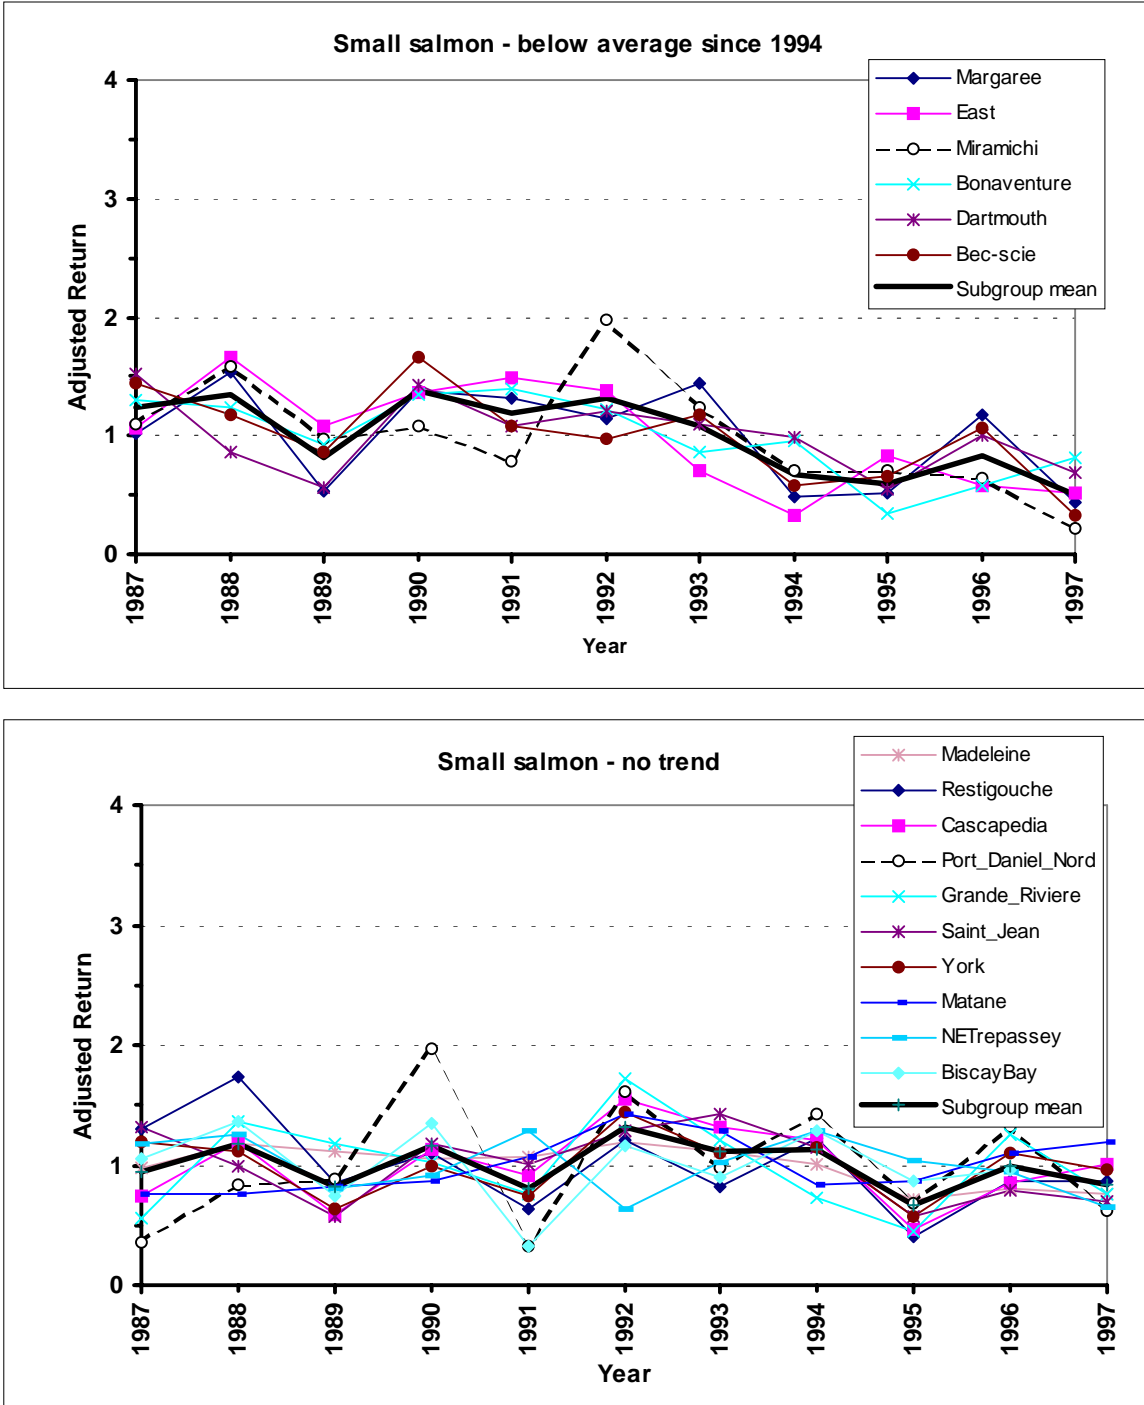 Small salmon - below average since 1994
Margaree
East
Miramichi
Bonaventure
Dartmouth
Bec-scie
Subgroup mean
Adjusted Return
4
3
2
1
0
1987
1988
1989
1990
1991
1992
1993
1994
1995
1996
1997
Year
Small salmon - no trend
Madeleine
Restigouche
Cascapedia
Port_Daniel_Nord
Grande_Riviere
Saint_Jean
York
Matane
NETrepassey
BiscayBay
Subgroup mean
Adjusted Return
4
3
2
1
0
1987
1988
1989
1990
1991
1992
1993
1994
1995
1996
1997
Year